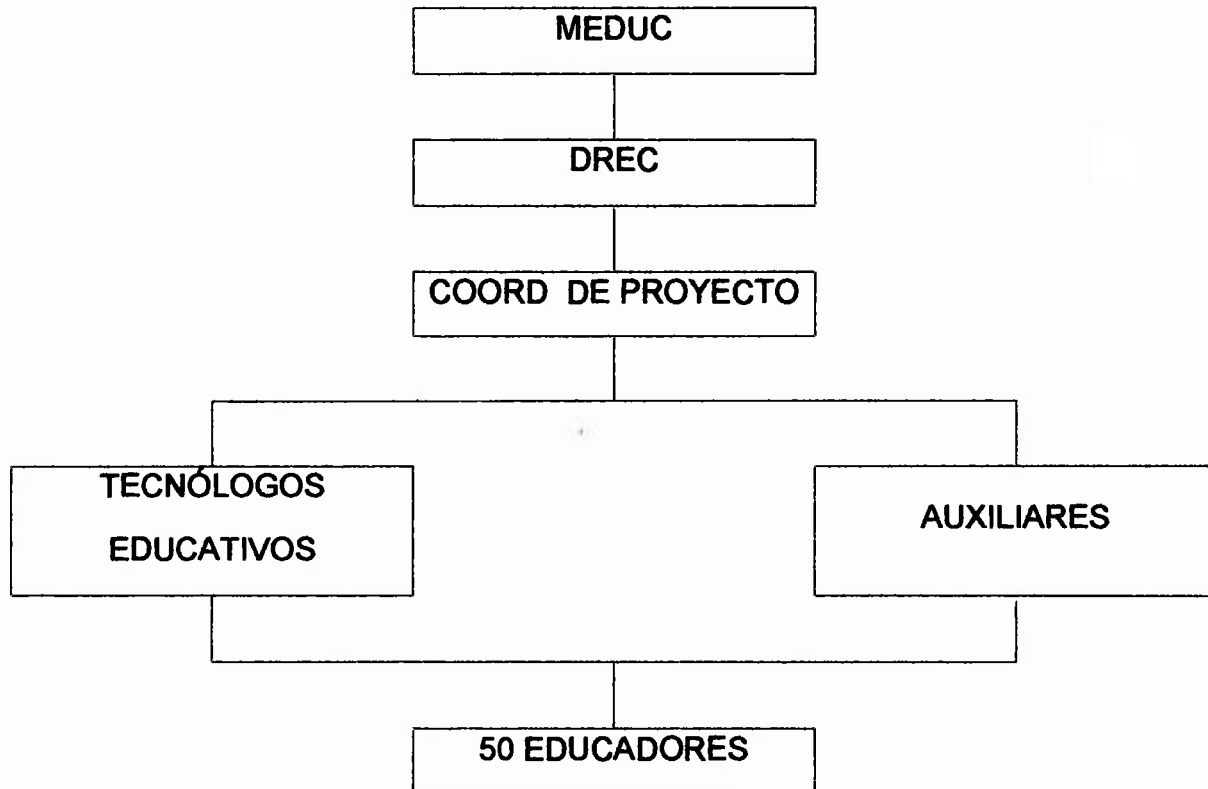 MEDUC
DREC
COORD DE PROYECTO
TECNÓLOGOS
EDUCATIVOS
AUXILIARES
50 EDUCADORES